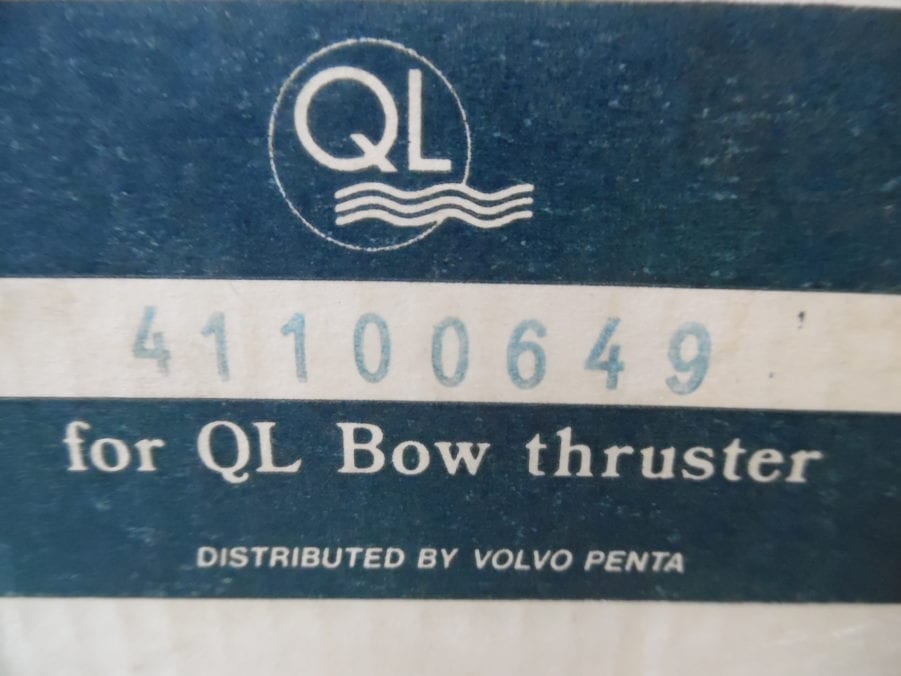 QL
41100649
for QL Bow thruster
DISTRIBUTED BY VOLVO PENTA